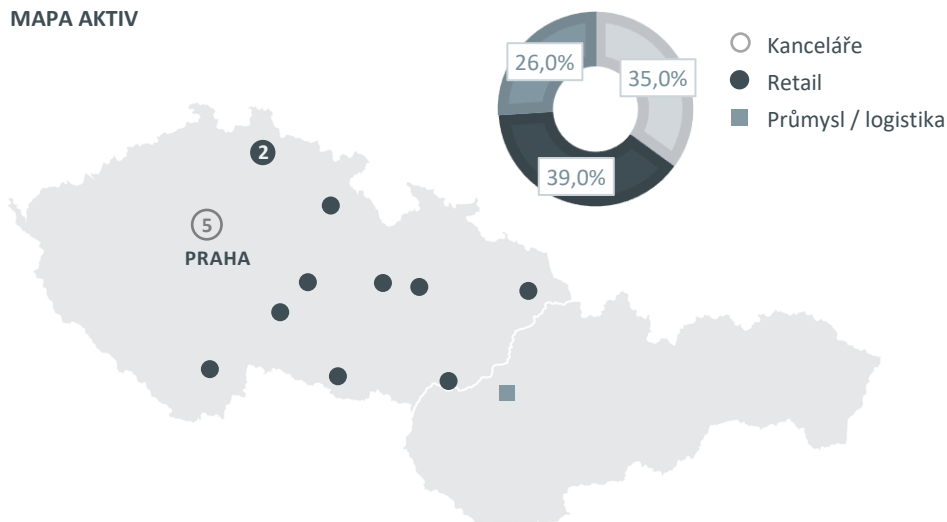 MAPA AKTIV
26,0%
35,0%
39,0%
Kanceláře
Retail
Průmysl / logistika
2
5
PRAHA